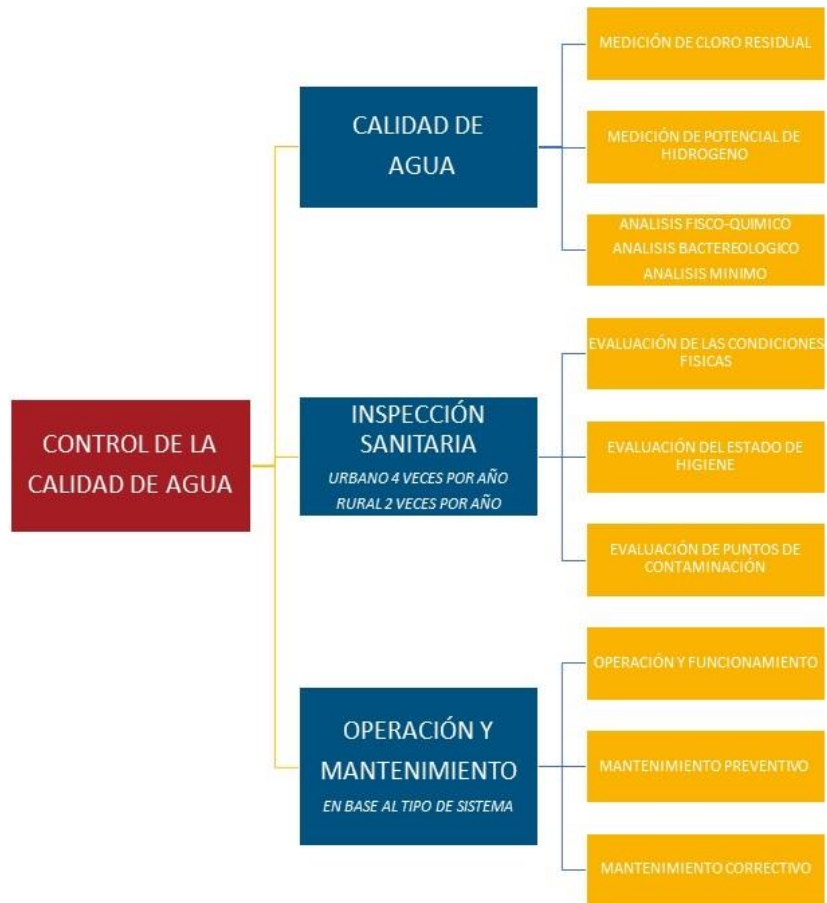 CONTROL DE LA
CALIDAD DE AGUA
CALIDAD DE
AGUA
MEDICIÓN DE CLORO RESIDUAL
MEDICIÓN DE POTENCIAL DE
HIDROGENO
ANALISIS FISCO-QUIMICO
ANALISIS BACTEREOLOGICO
ANALISIS MINIMO
INSPECCIÓN
SANITARIA
URBANO 4 VECES POR AÑO
RURAL 2 VECES POR AÑO
EVALUACIÓN DE LAS CONDICIONES
FISICAS
EVALUACIÓN DEL ESTADO DE
HIGIENE
EVALUACIÓN DE PUNTOS DE
CONTAMINACIÓN
OPERACIÓN Y
MANTENIMIENTO
EN BASE AL TIPO DE SISTEMA
OPERACIÓN Y FUNCIONAMIENTO
MANTENIMIENTO PREVENTIVO
MANTENIMIENTO CORRECTIVO